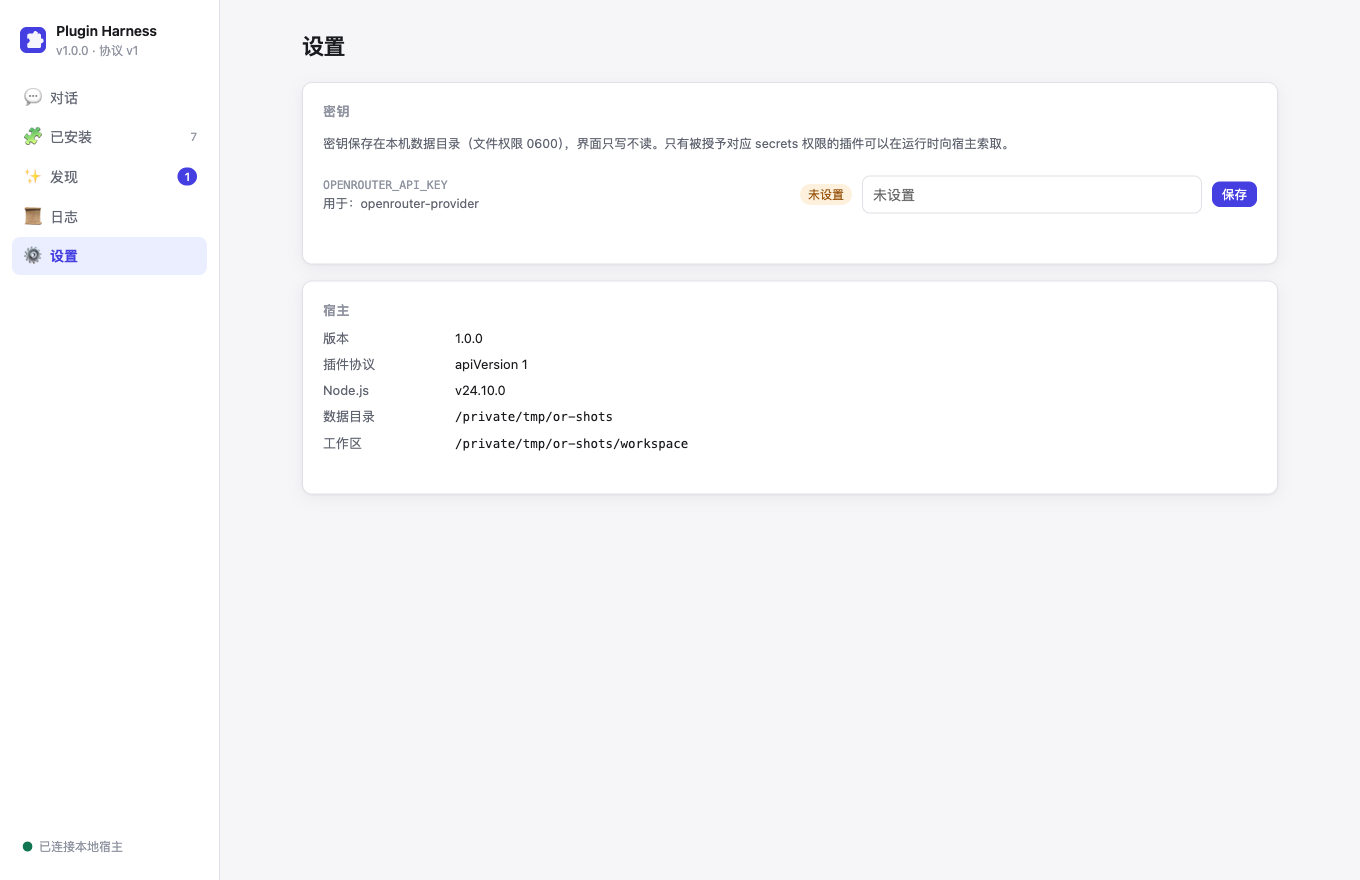 Plugin Harness
v1.0.0 · 协议 v1
对话
已安装 7
发现 1
日志
设置
已连接本地宿主
设置
密钥
密钥保存在本机数据目录（文件权限 0600），界面只写不读。只有被授予对应 secrets 权限的插件可以在运行时向宿主索取。
OPENROUTER_API_KEY
用于：openrouter-provider
未设置 未设置 保存
宿主
版本 1.0.0
插件协议 apiVersion 1
Node.js v24.10.0
数据目录 /private/tmp/or-shots
工作区 /private/tmp/or-shots/workspace